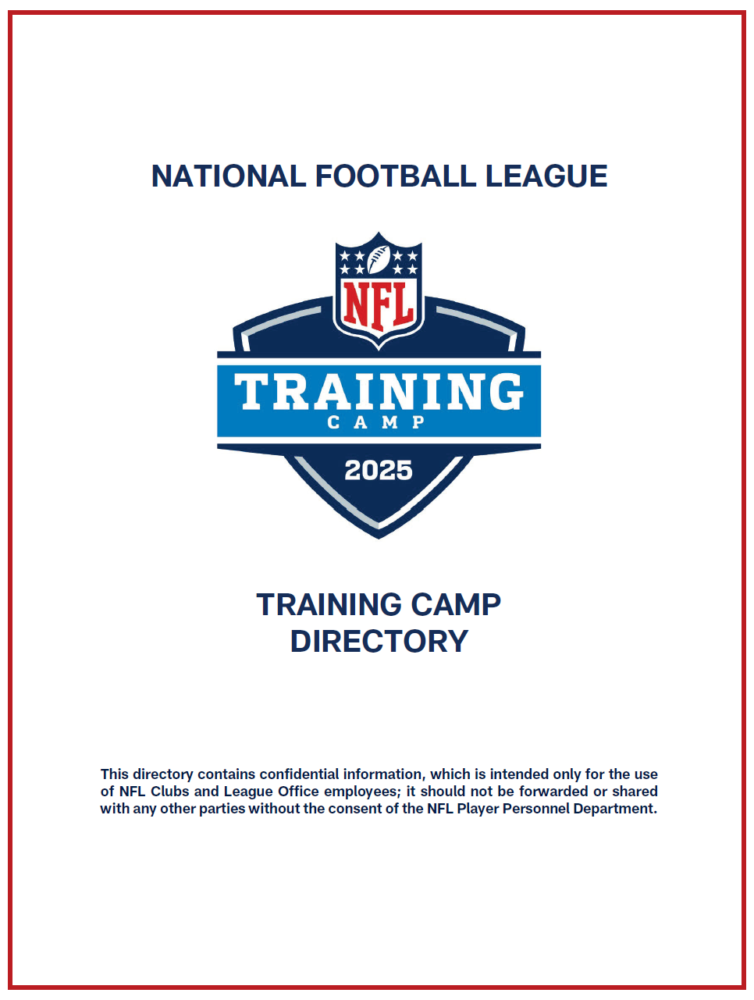 NATIONAL FOOTBALL LEAGUE
NFL
TRAINING
CAMP
2025
TRAINING CAMP
DIRECTORY
This directory contains confidential information, which is intended only for the use
of NFL Clubs and League Office employees; it should not be forwarded or shared
with any other parties without the consent of the NFL Player Personnel Department.